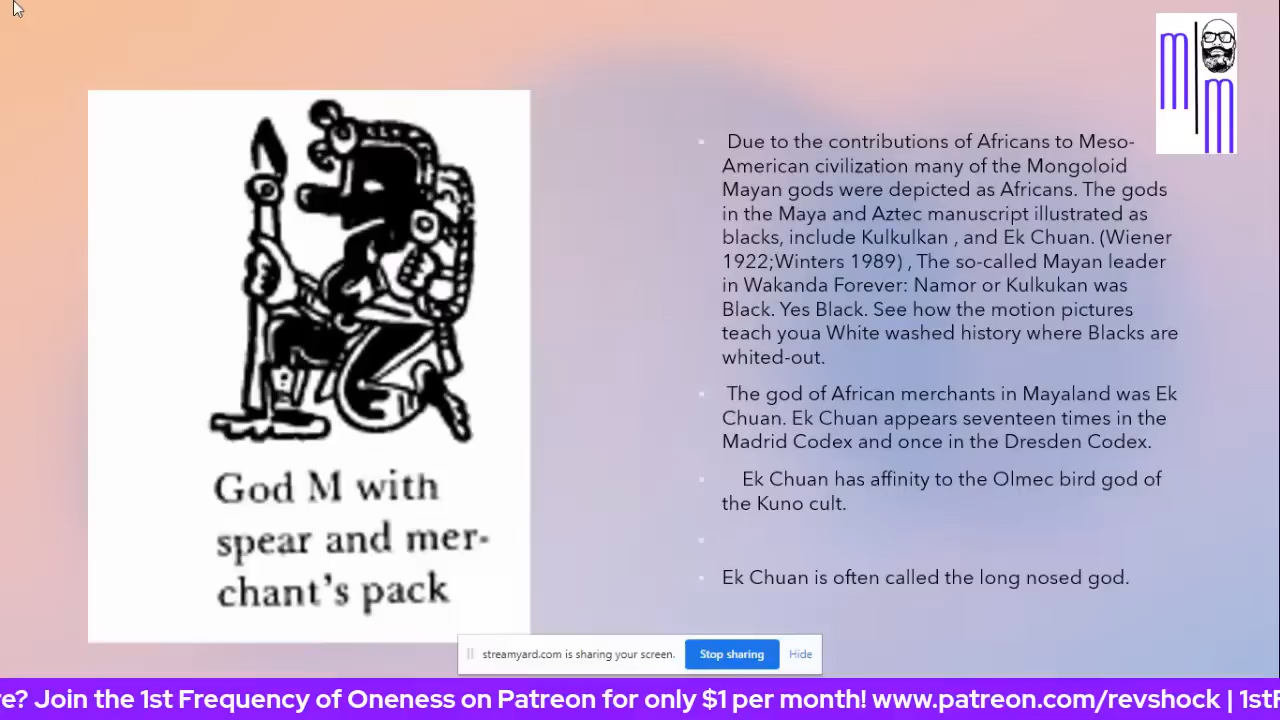 God M with
spear and mer-
chant's pack
Due to the contributions of Africans to Meso-
American civilization many of the Mongoloid
Mayan gods were depicted as Africans. The gods
in the Maya and Aztec manuscript illustrated as
blacks, include Kulkulkan , and Ek Chuan. (Wiener
1922;Winters 1989) , The so-called Mayan leader
in Wakanda Forever: Namor or Kulkukan was
Black. Yes Black. See how the motion pictures
teach youa White washed history where Blacks are
whited-out.
The god of African merchants in Mayaland was Ek
Chuan. Ek Chuan appears seventeen times in the
Madrid Codex and once in the Dresden Codex.
Ek Chuan has affinity to the Olmec bird god of
the Kuno cult.
Ek Chuan is often called the long nosed god.
m
m
streamyard.com is sharing your screen. Stop sharing Hide
e? Join the 1st Frequency of Oneness on Patreon for only $1 per month! www.patreon.com/revshock | 1st